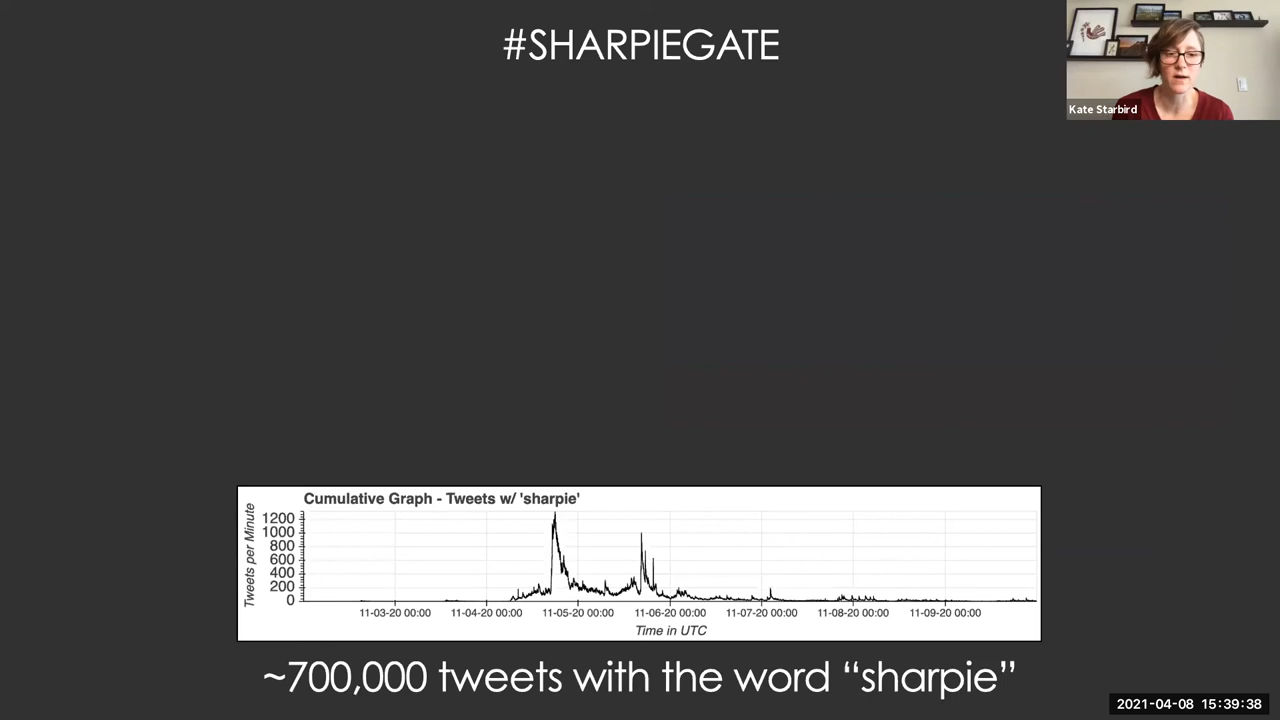 #SHARPIEGATE
Kate Starbird
Cumulative Graph - Tweets w/ 'sharpie'
Tweets per Minute
1200
1000
800
600
400
200
0
11-03-20 00:00 11-04-20 00:00 11-05-20 00:00 11-06-20 00:00 11-07-20 00:00 11-08-20 00:00 11-09-20 00:00
Time in UTC
~700,000 tweets with the word “sharpie”
2021-04-08 15:39:38